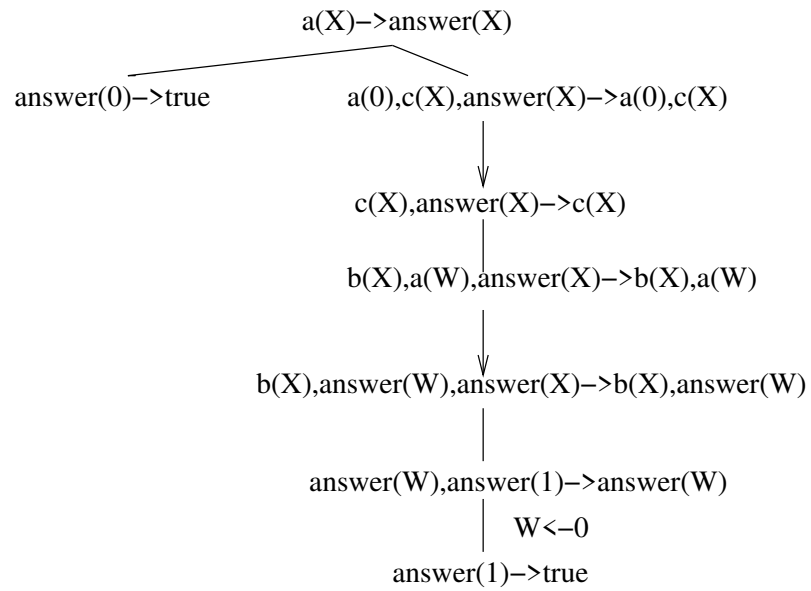 a(X)−>answer(X)
answer(0)−>true
a(0),c(X),answer(X)−>a(0),c(X)
c(X),answer(X)−>c(X)
b(X),a(W),answer(X)−>b(X),a(W)
b(X),answer(W),answer(X)−>b(X),answer(W)
answer(W),answer(1)−>answer(W)
W<−0
answer(1)−>true